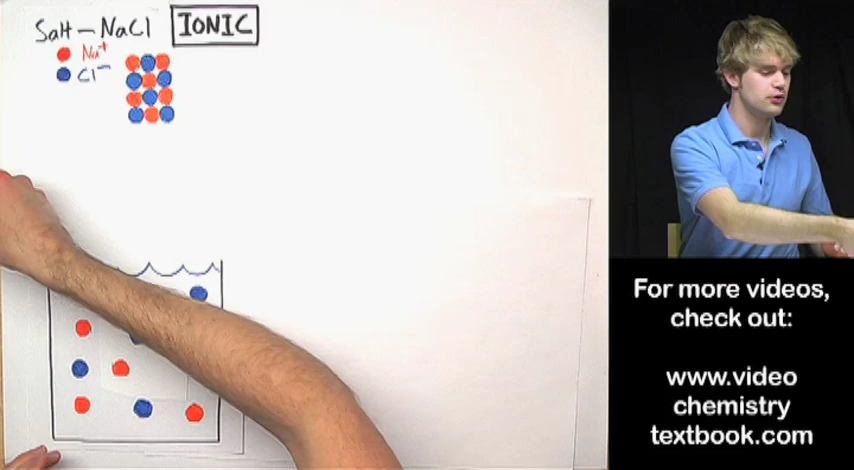 Salt – NaCl
IONIC
Na+
Cl−
For more videos,
check out:
www.video
chemistry
textbook.com